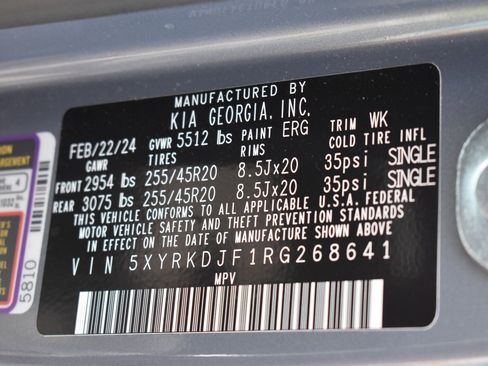 MANUFACTURED BY
KIA GEORGIA, INC.
FEB/22/24 GVWR 5512 lbs PAINT ERG TRIM WK
GAWR TIRES RIMS COLD TIRE INFL
FRONT 2954 lbs 255/45R20 8.5Jx20 35psi SINGLE
REAR 3075 lbs 255/45R20 8.5Jx20 35psi SINGLE
THIS VEHICLE CONFORMS TO ALL APPLICABLE U.S.A. FEDERAL
MOTOR VEHICLE SAFETY AND THEFT PREVENTION STANDARDS
IN EFFECT ON THE DATE OF MANUFACTURE SHOWN ABOVE.
VIN 5XYRKDJF1RG268641
MPV
5810